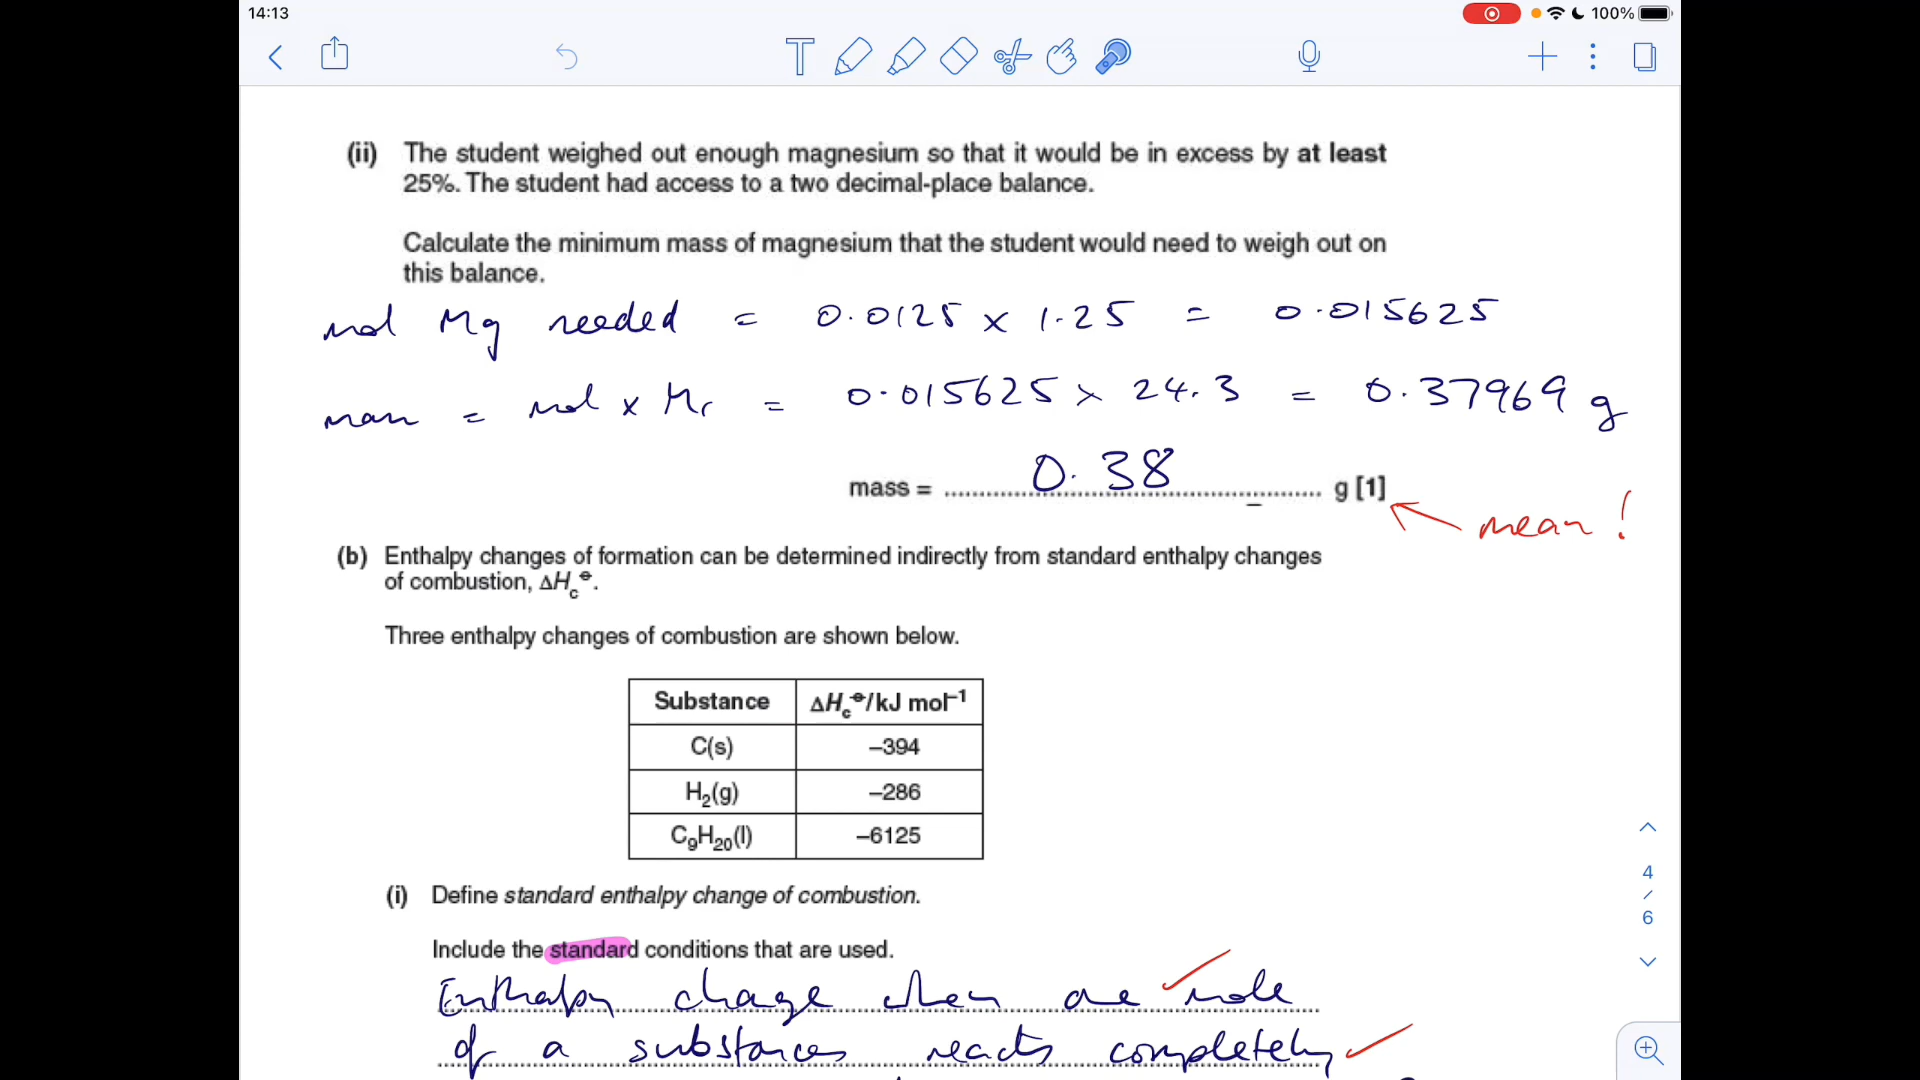 14:13
100%
(ii) The student weighed out enough magnesium so that it would be in excess by at least
25%. The student had access to a two decimal-place balance.
Calculate the minimum mass of magnesium that the student would need to weigh out on
this balance.
mol Mg needed = 0.0125 x 1.25 = 0.015625
mass = mol x Mr = 0.015625 x 24.3 = 0.37969 g
mass = 0.38 g [1]
mean!
(b) Enthalpy changes of formation can be determined indirectly from standard enthalpy changes
of combustion, ΔHc⦵.
Three enthalpy changes of combustion are shown below.
Substance ΔHc⦵/kJ mol⁻¹
C(s) –394
H₂(g) –286
C₉H₂₀(l) –6125
(i) Define standard enthalpy change of combustion.
Include the standard conditions that are used.
Enthalpy change when one mole
of a substances reacts completely
4
6